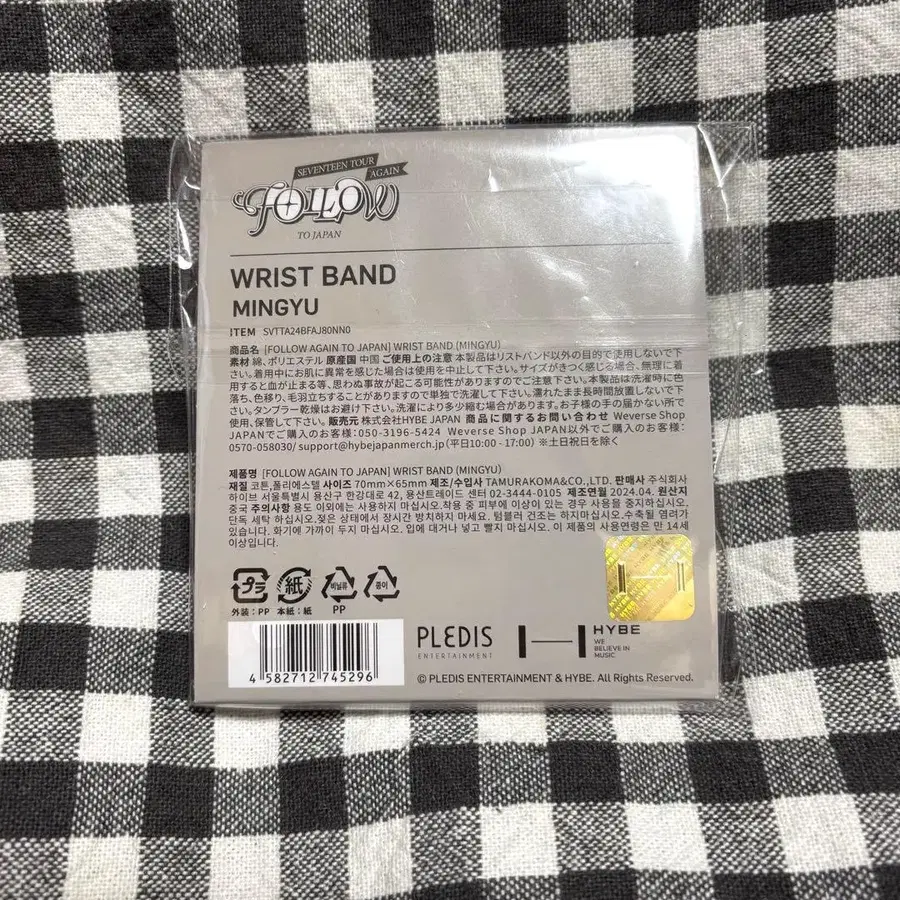 SEVENTEEN TOUR
AGAIN
FOLLOW
TO JAPAN
WRIST BAND
MINGYU
ITEM SVTTA24BFAJ80NN0
商品名 [FOLLOW AGAIN TO JAPAN] WRIST BAND (MINGYU)
素材 綿、ポリエステル 原産国 中国 ご使用上の注意 本製品はリストバンド以外の目的で使用しないで下
さい。着用中にお肌に異常を感じた場合は使用を中止して下さい。サイズがきつく感じる場合、無理に着
用すると血が止まる等、思わぬ事故が起こる可能性がありますのでご注意下さい。本製品は洗濯時に色
落ち、色移り、毛羽立ちすることがありますので単独で洗濯して下さい。濡れたまま長時間放置しないで下
さい。タンブラー乾燥はお避け下さい。洗濯により多少縮む場合があります。お子様の手の届かない所で
使用、保管して下さい。販売元 株式会社HYBE JAPAN 商品に関するお問い合わせ Weverse Shop
JAPANでご購入のお客様:050-3196-5424 Weverse Shop JAPAN以外でご購入のお客様:
0570-058030/ support@hybejapanmerch.jp (平日10:00 - 17:00) ※土日祝日を除く
제품명 [FOLLOW AGAIN TO JAPAN] WRIST BAND (MINGYU)
재질 코튼,폴리에스텔 사이즈 70mm×65mm 제조/수입사 TAMURAKOMA&CO.,LTD. 판매사 주식회사
하이브 서울특별시 용산구 한강대로 42, 용산트레이드 센터 02-3444-0105 제조연월 2024.04. 원산지
중국 주의사항 용도 이외에는 사용하지 마십시오.착용 중 피부에 이상이 있는 경우 사용을 중지하십시오.
단독 세탁 하십시오.젖은 상태에서 장시간 방치하지 마세요. 텀블러 건조는 하지마십시오.수축될 염려가 있
습니다. 화기에 가까이 두지 마십시오. 입에 대거나 넣고 빨지 마십시오. 이 제품의 사용연령은 만 14세
이상입니다.
プラ
紙
비닐류
종이
外装:PP 本紙:紙 PP
4 582712 745296
PLEDIS
ENTERTAINMENT
HYBE
WE
BELIEVE IN
MUSIC
© PLEDIS ENTERTAINMENT & HYBE. All Rights Reserved.